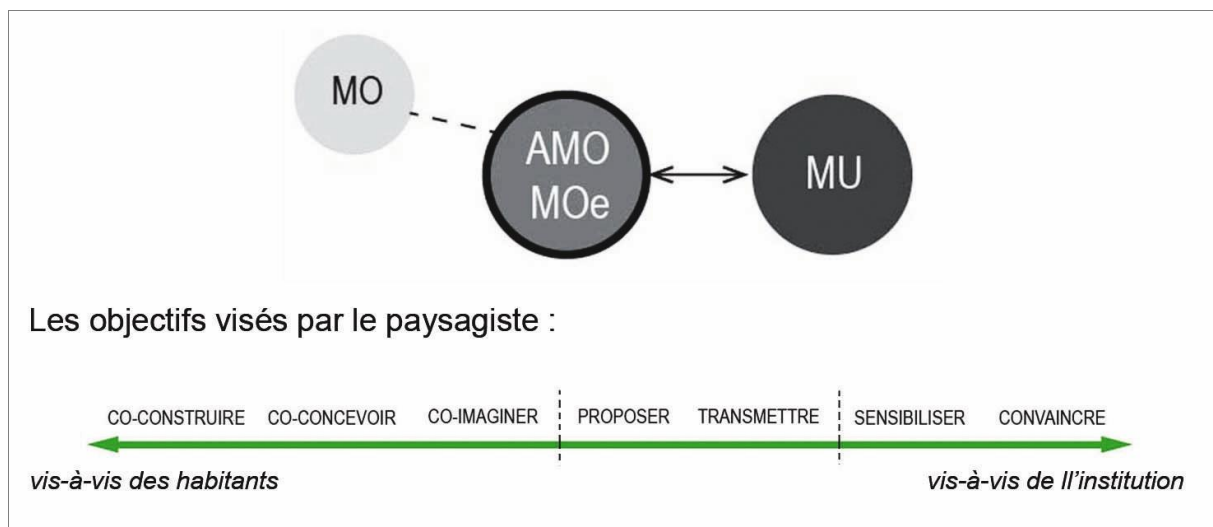 MO
AMO
MOe
MU
Les objectifs visés par le paysagiste :
CO-CONSTRUIRE CO-CONCEVOIR CO-IMAGINER PROPOSER TRANSMETTRE SENSIBILISER CONVAINCRE
vis-à-vis des habitants vis-à-vis de ll’institution